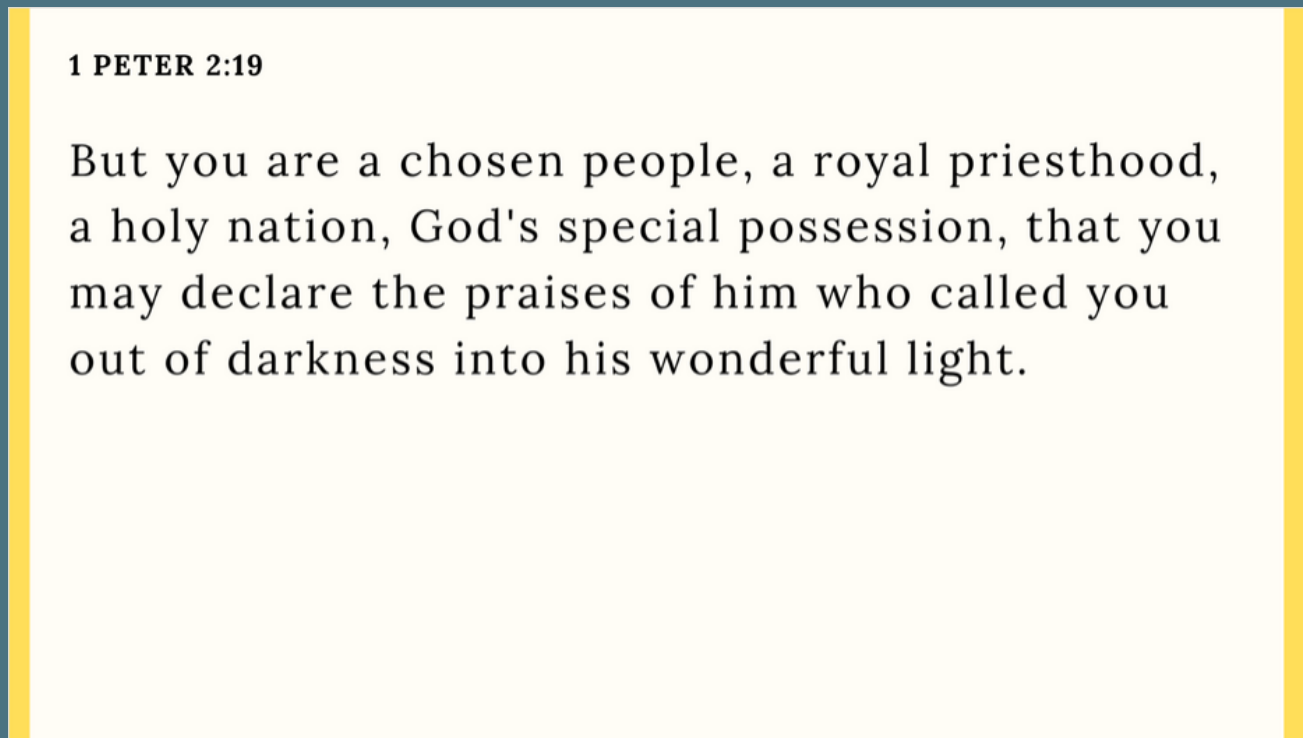 1 PETER 2:19
But you are a chosen people, a royal priesthood,
a holy nation, God's special possession, that you
may declare the praises of him who called you
out of darkness into his wonderful light.